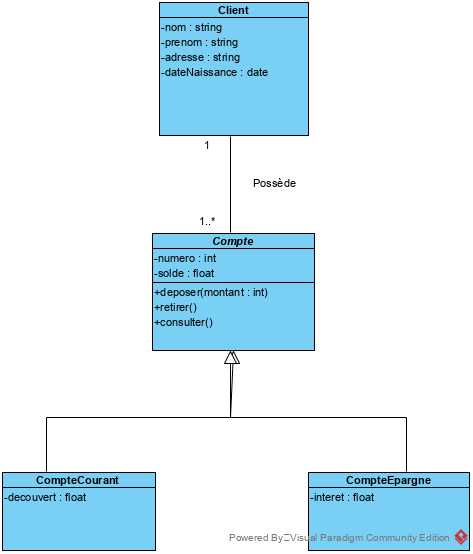 Client
-nom : string
-prenom : string
-adresse : string
-dateNaissance : date
1
Possède
1..*
Compte
-numero : int
-solde : float
+deposer(montant : int)
+retirer()
+consulter()
CompteCourant
-decouvert : float
CompteEpargne
-interet : float
Powered By Visual Paradigm Community Edition